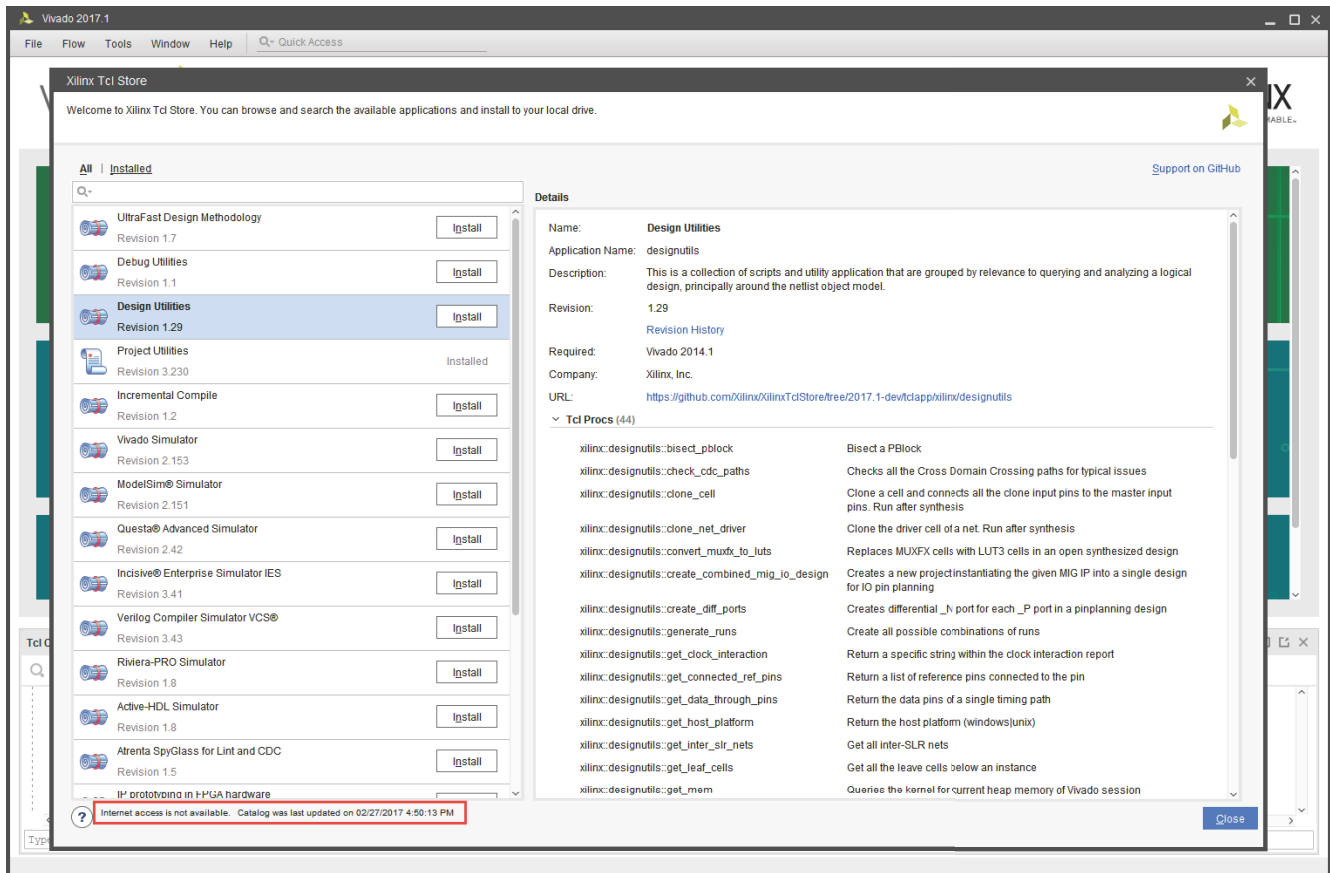 Vivado 2017.1
File Flow Tools Window Help Quick Access
Xilinx Tcl Store
Welcome to Xilinx Tcl Store. You can browse and search the available applications and install to your local drive.
All | Installed
Support on GitHub
UltraFast Design Methodology
Revision 1.7
Install
Debug Utilities
Revision 1.1
Install
Design Utilities
Revision 1.29
Install
Project Utilities
Revision 3.230
Installed
Incremental Compile
Revision 1.2
Install
Vivado Simulator
Revision 2.153
Install
ModelSim® Simulator
Revision 2.151
Install
Questa® Advanced Simulator
Revision 2.42
Install
Incisive® Enterprise Simulator IES
Revision 3.41
Install
Verilog Compiler Simulator VCS®
Revision 3.43
Install
Riviera-PRO Simulator
Revision 1.8
Install
Active-HDL Simulator
Revision 1.8
Install
Atrenta SpyGlass for Lint and CDC
Revision 1.5
Install
IP prototyping in FPGA hardware
Details
Name: Design Utilities
Application Name: designutils
Description: This is a collection of scripts and utility application that are grouped by relevance to querying and analyzing a logical
design, principally around the netlist object model.
Revision: 1.29
Revision History
Required: Vivado 2014.1
Company: Xilinx, Inc.
URL: https://github.com/Xilinx/XilinxTclStore/tree/2017.1-dev/tclapp/xilinx/designutils
Tcl Procs (44)
xilinx::designutils::bisect_pblock Bisect a PBlock
xilinx::designutils::check_cdc_paths Checks all the Cross Domain Crossing paths for typical issues
xilinx::designutils::clone_cell Clone a cell and connects all the clone input pins to the master input
pins. Run after synthesis
xilinx::designutils::clone_net_driver Clone the driver cell of a net. Run after synthesis
xilinx::designutils::convert_muxfx_to_luts Replaces MUXFX cells with LUT3 cells in an open synthesized design
xilinx::designutils::create_combined_mig_io_design Creates a new project instantiating the given MIG IP into a single design
for IO pin planning
xilinx::designutils::create_diff_ports Creates differential _N port for each _P port in a pinplanning design
xilinx::designutils::generate_runs Create all possible combinations of runs
xilinx::designutils::get_clock_interaction Return a specific string within the clock interaction report
xilinx::designutils::get_connected_ref_pins Return a list of reference pins connected to the pin
xilinx::designutils::get_data_through_pins Return the data pins of a single timing path
xilinx::designutils::get_host_platform Return the host platform (windows|unix)
xilinx::designutils::get_inter_slr_nets Get all inter-SLR nets
xilinx::designutils::get_leaf_cells Get all the leave cells below an instance
xilinx::designutils::get_mem Queries the kernel for current heap memory of Vivado session
? Internet access is not available. Catalog was last updated on 02/27/2017 4:50:13 PM
Close
V
IX
MABLE
Tcl C
Type